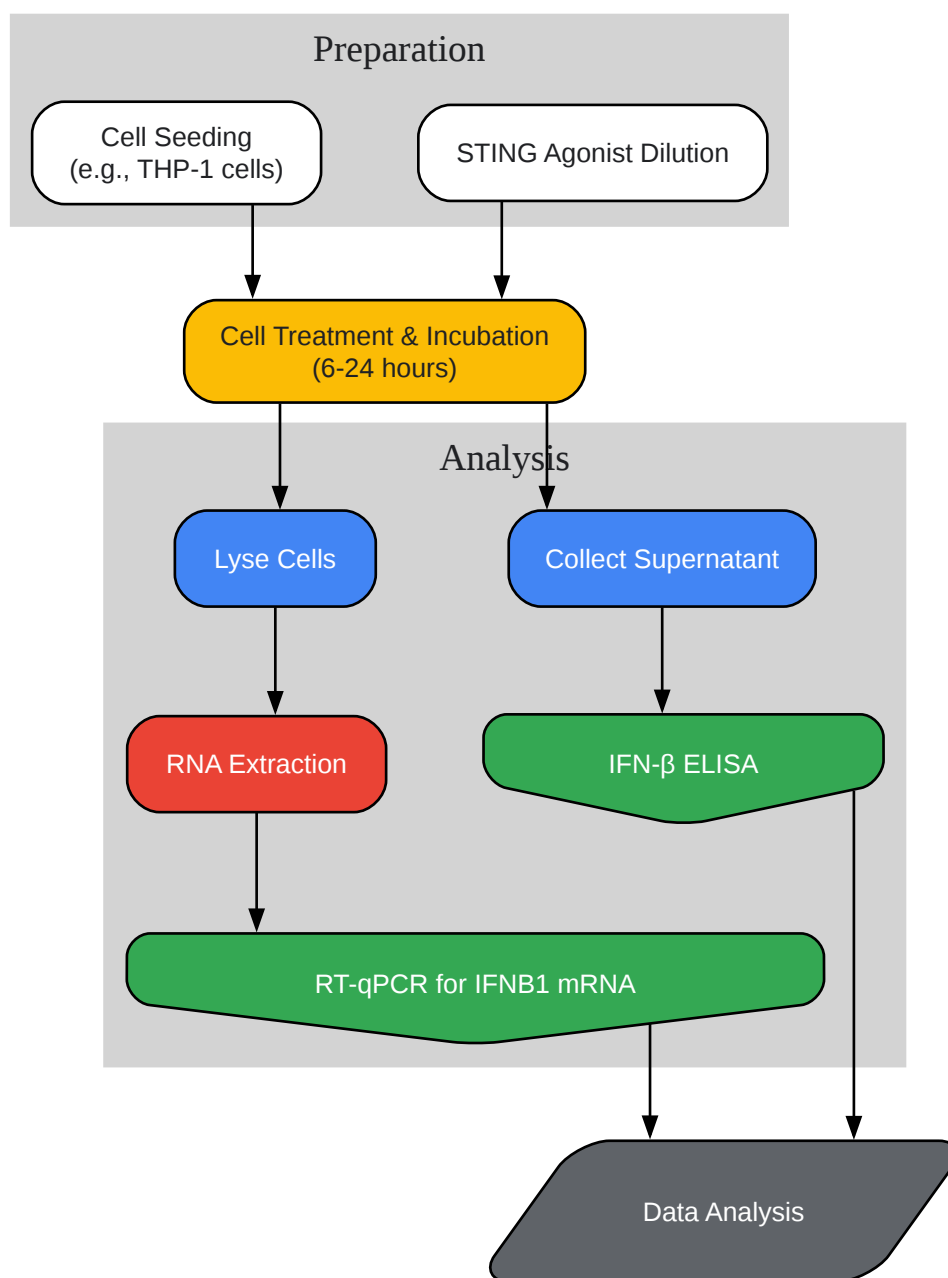 Preparation
Cell Seeding
(e.g., THP-1 cells)
STING Agonist Dilution
Cell Treatment & Incubation
(6-24 hours)
Analysis
Lyse Cells
Collect Supernatant
RNA Extraction
IFN-β ELISA
RT-qPCR for IFNB1 mRNA
Data Analysis